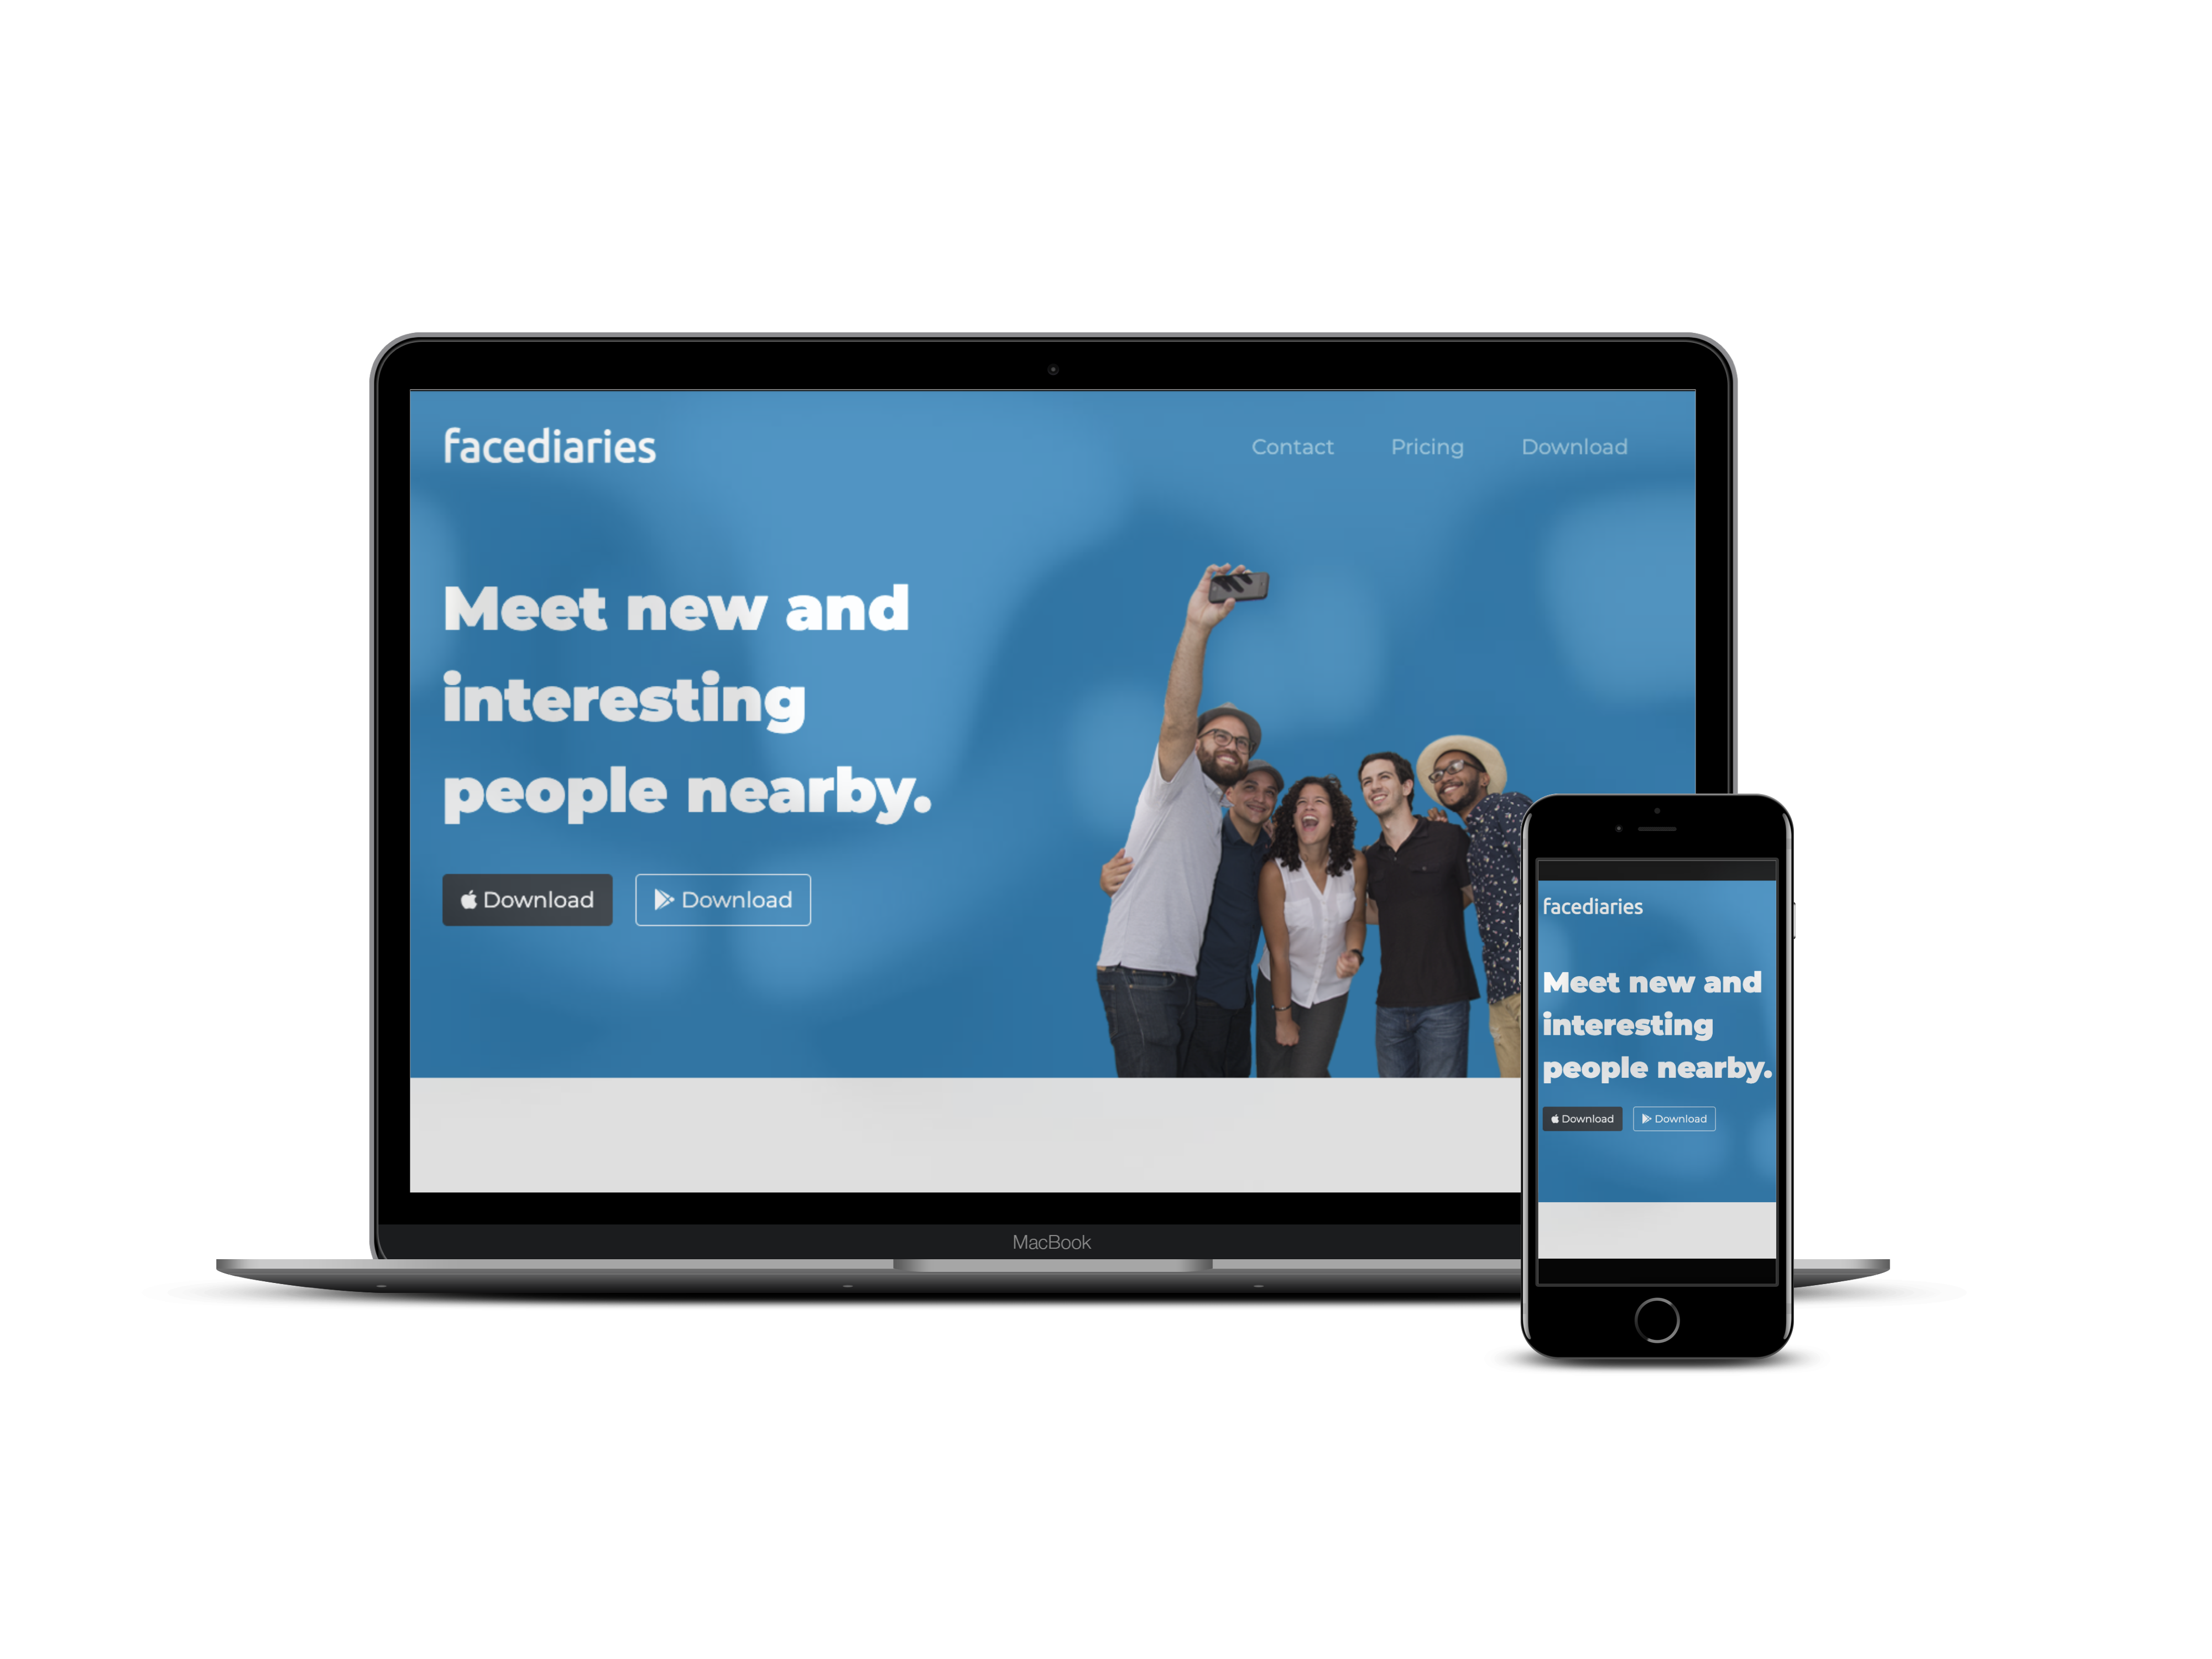 facediaries
Contact Pricing Download
Meet new and
interesting
people nearby.
Download Download
MacBook
facediaries
Meet new and
interesting
people nearby.
Download Download